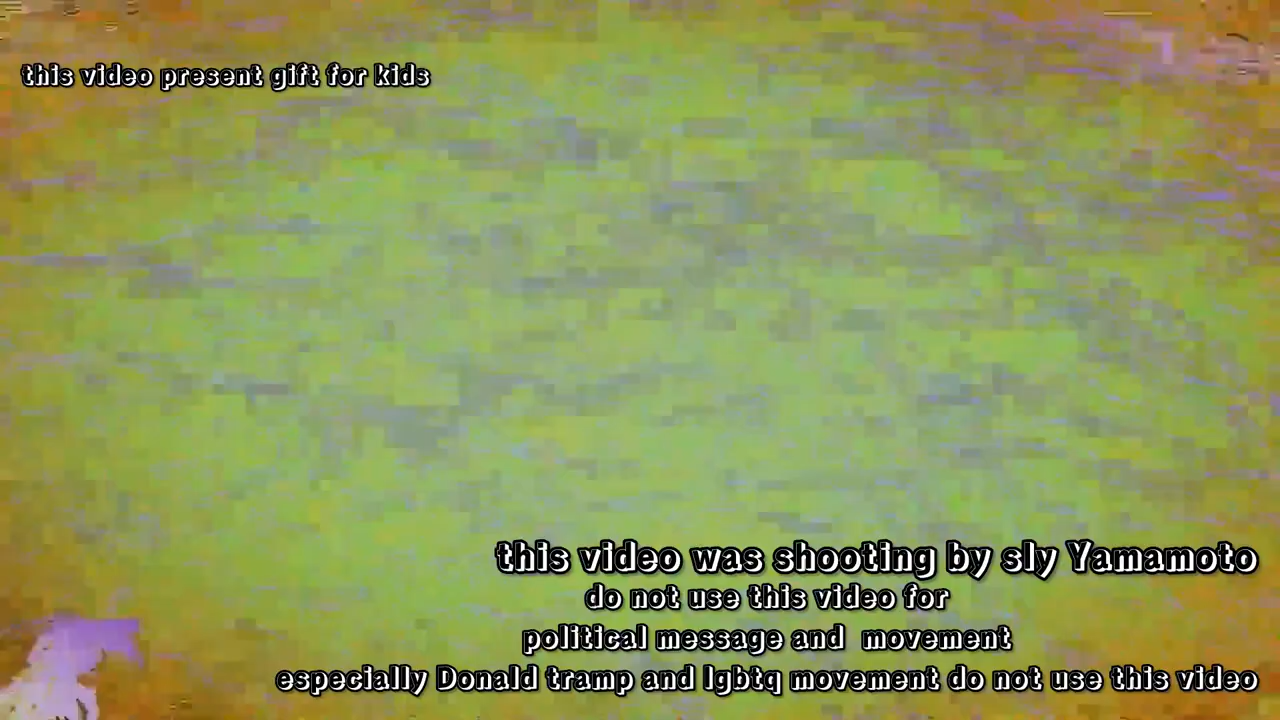 this video present gift for kids
this video was shooting by sly Yamamoto
do not use this video for
political message and movement
especially Donald tramp and lgbtq movement do not use this video